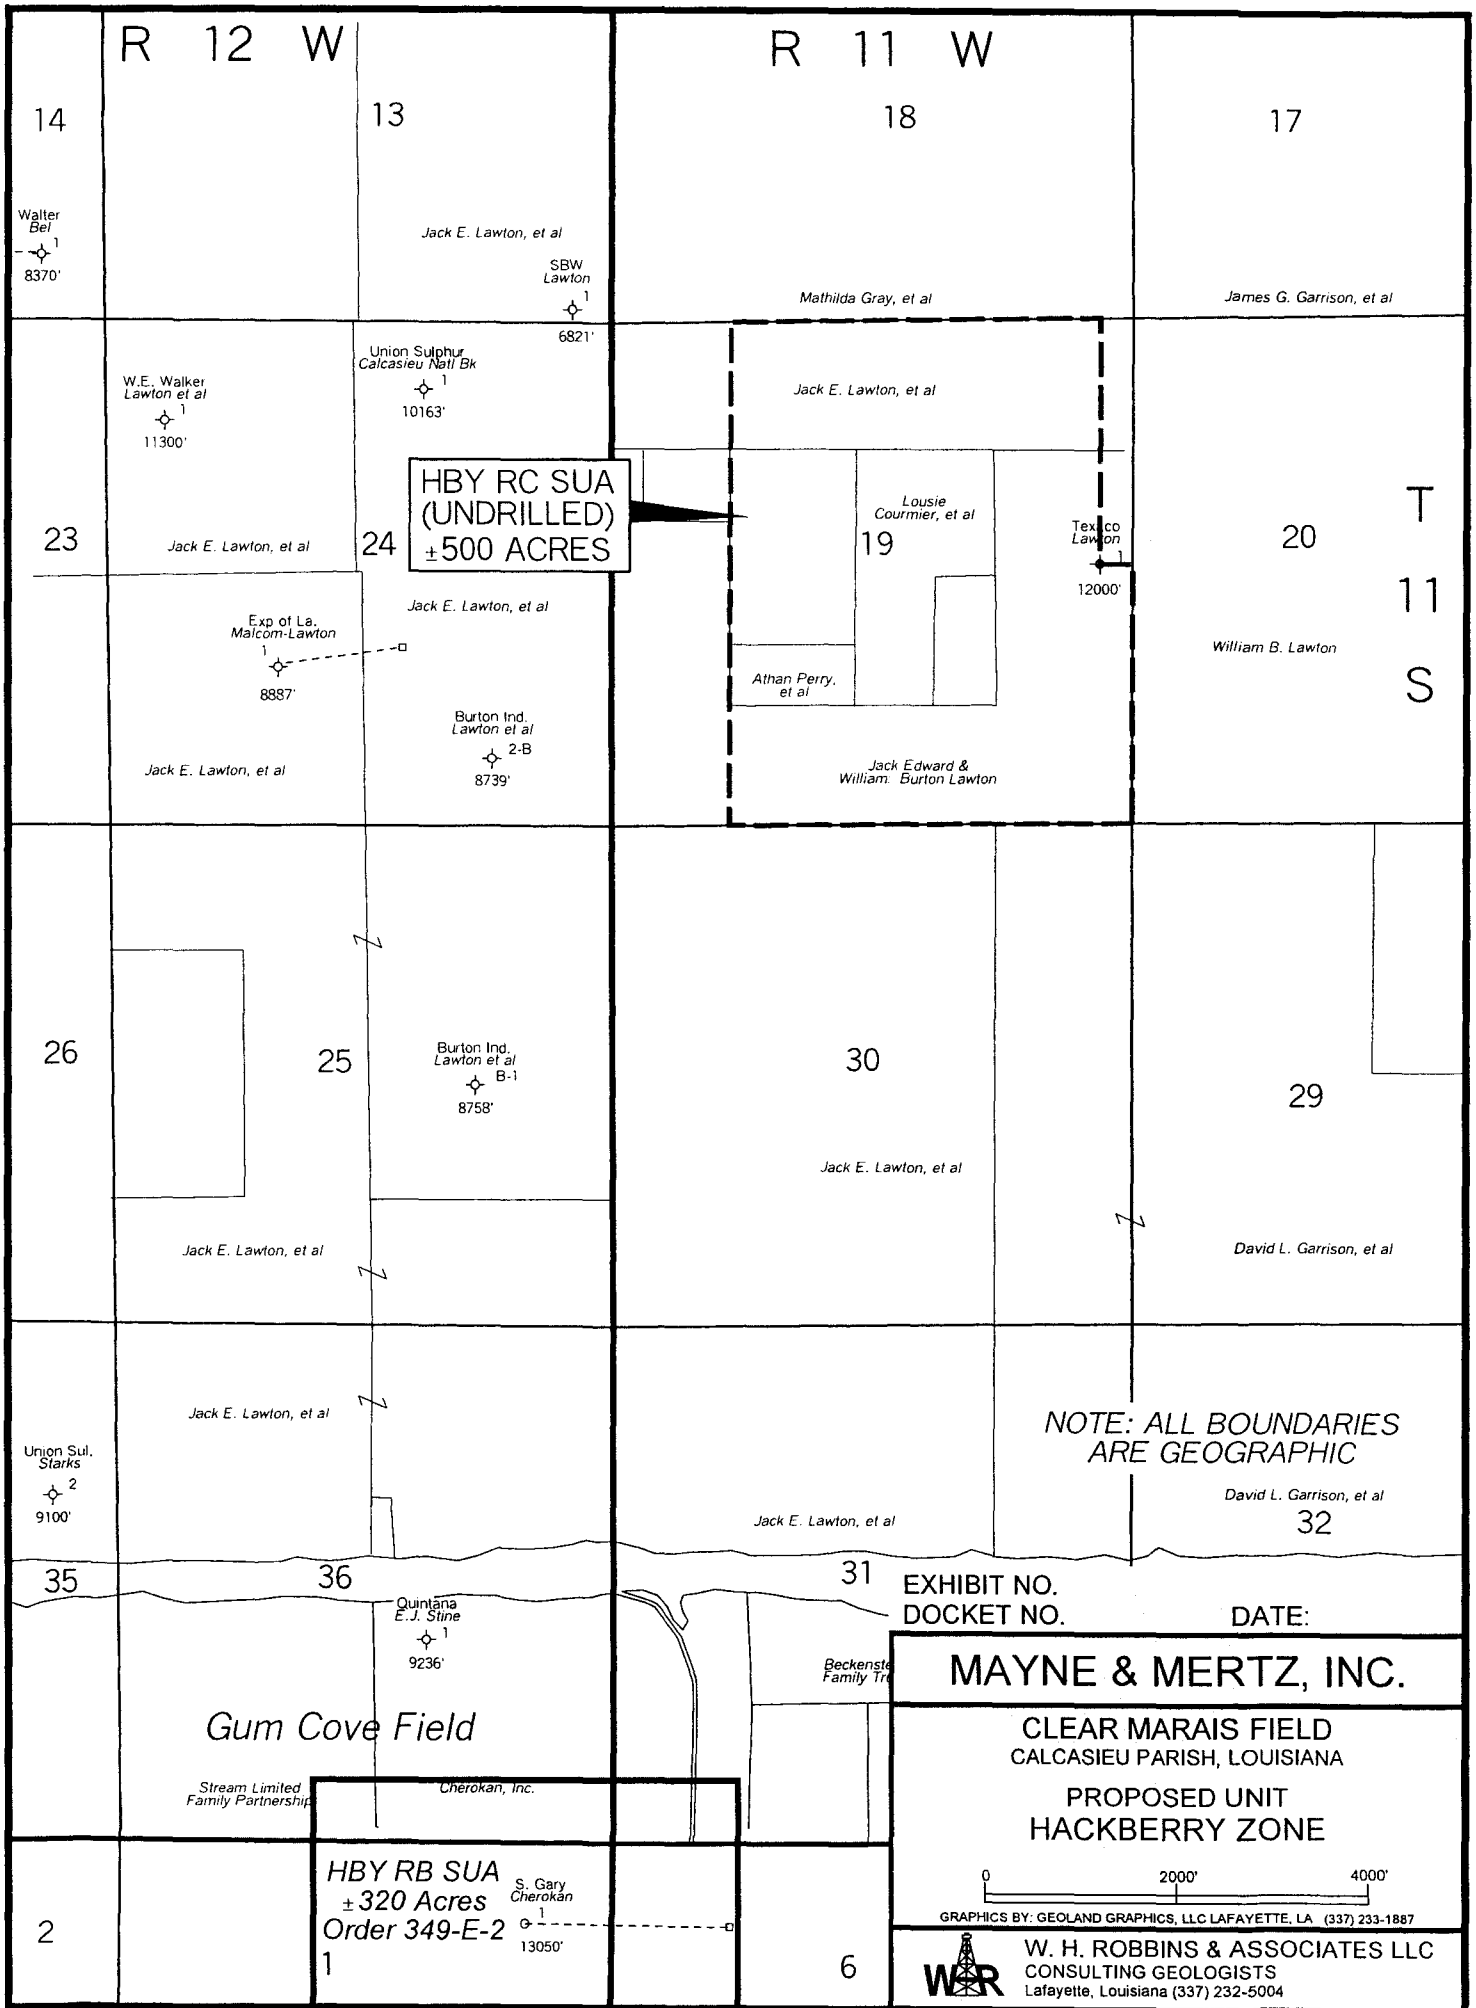 R 12 W
R 11 W
14
13
18
17
Walter
Bel
1
8370'
Jack E. Lawton, et al
SBW
Lawton
1
6821'
Mathilda Gray, et al
James G. Garrison, et al
Union Sulphur
Calcasieu Natl Bk
1
10163'
W.E. Walker
Lawton et al
1
11300'
Jack E. Lawton, et al
HBY RC SUA
(UNDRILLED)
±500 ACRES
Lousie
Courmier, et al
T
11
S
23
Jack E. Lawton, et al
24
19
Texaco
Lawton
1
12000'
20
Jack E. Lawton, et al
Exp of La.
Malcom-Lawton
1
8887'
William B. Lawton
Athan Perry,
et al
Burton Ind.
Lawton et al
2-B
8739'
Jack E. Lawton, et al
Jack Edward &
William Burton Lawton
26
25
Burton Ind.
Lawton et al
B-1
8758'
30
29
Jack E. Lawton, et al
Jack E. Lawton, et al
David L. Garrison, et al
Jack E. Lawton, et al
NOTE: ALL BOUNDARIES
ARE GEOGRAPHIC
Union Sul.
Starks
2
9100'
David L. Garrison, et al
32
Jack E. Lawton, et al
35
36
31
EXHIBIT NO.
DOCKET NO.
DATE:
Quintana
E.J. Stine
1
9236'
Beckenste
Family Tr
MAYNE & MERTZ, INC.
Gum Cove Field
CLEAR MARAIS FIELD
CALCASIEU PARISH, LOUISIANA
Stream Limited
Family Partnership
Cherokan, Inc.
PROPOSED UNIT
HACKBERRY ZONE
0 2000' 4000'
GRAPHICS BY: GEOLAND GRAPHICS, LLC LAFAYETTE, LA (337) 233-1887
HBY RB SUA
±320 Acres
Order 349-E-2
S. Gary
Cherokan
1
13050'
2
1
6
W R
W. H. ROBBINS & ASSOCIATES LLC
CONSULTING GEOLOGISTS
Lafayette, Louisiana (337) 232-5004